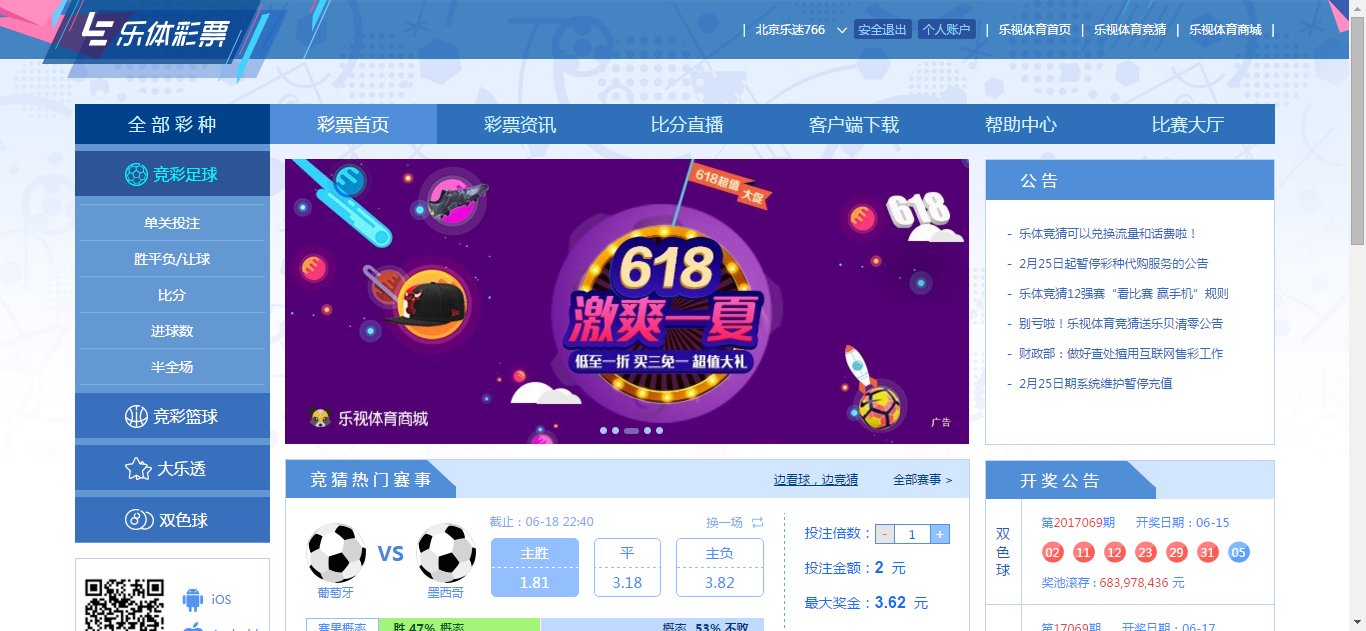 乐体彩票
| 北京乐迷766 安全退出 个人账户 | 乐视体育首页 | 乐视体育竞猜 | 乐视体育商城 |
全部彩种 彩票首页 彩票资讯 比分直播 客户端下载 帮助中心 比赛大厅
竞彩足球
单关投注
胜平负/让球
比分
进球数
半全场
竞彩篮球
大乐透
双色球
iOS
618超值 大促
618
618
激爽一夏
低至一折 买三免一 超值大礼
乐视体育商城
广告
公告
- 乐体竞猜可以兑换流量和话费啦！
- 2月25日起暂停彩种代购服务的公告
- 乐体竞猜12强赛“看比赛 赢手机”规则
- 别亏啦！乐视体育竞猜送乐贝清零公告
- 财政部：做好查处擅用互联网售彩工作
- 2月25日期系统维护暂停充值
竞猜热门赛事 边看球，边竞猜 全部赛事 >
截止：06-18 22:40 换一场
VS
主胜 平 主负
1.81 3.18 3.82
葡萄牙 墨西哥
投注倍数： - 1 +
投注金额：2 元
最大奖金：3.62 元
赛果概率 胜 47% 概率 概率 53% 不败
开奖公告
双色球
第2017069期 开奖日期：06-15
02 11 12 23 29 31 05
奖池滚存：683,978,436 元
第17069期 开奖日期：06-17